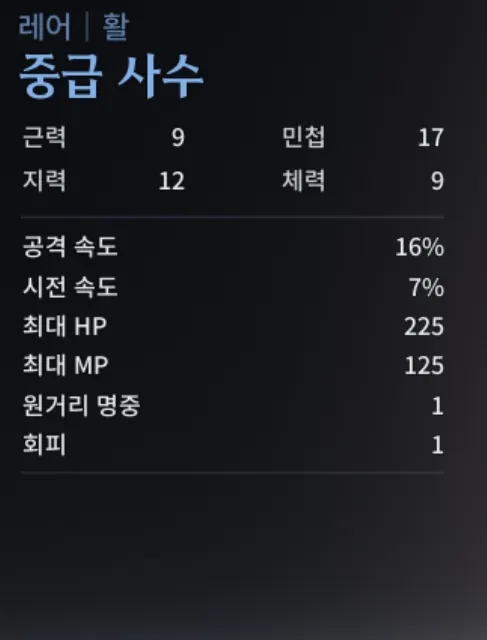 레어 | 활
중급 사수
근력 9 민첩 17
지력 12 체력 9
공격 속도 16%
시전 속도 7%
최대 HP 225
최대 MP 125
원거리 명중 1
회피 1